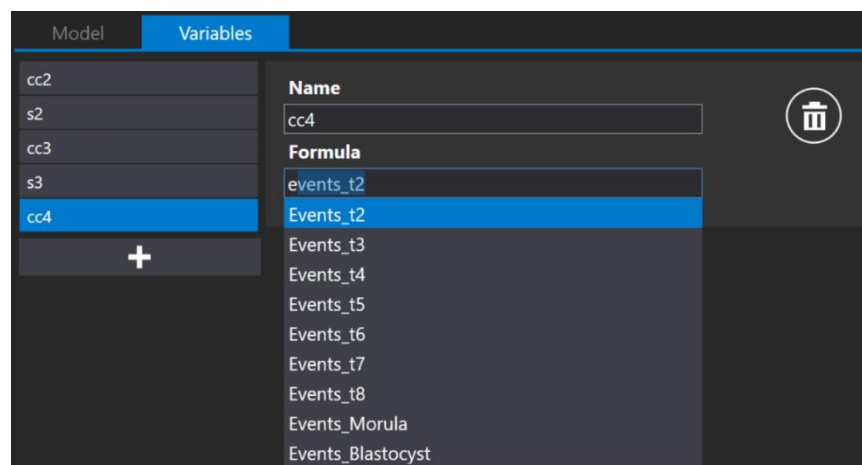 Model Variables
cc2
s2
cc3
s3
cc4
Name
cc4
Formula
events_t2
Events_t2
Events_t3
Events_t4
Events_t5
Events_t6
Events_t7
Events_t8
Events_Morula
Events_Blastocyst